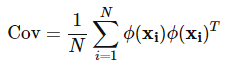 Cov = \frac{1}{N} \sum_{i=1}^{N} \phi(\mathbf{x_i})\phi(\mathbf{x_i})^T